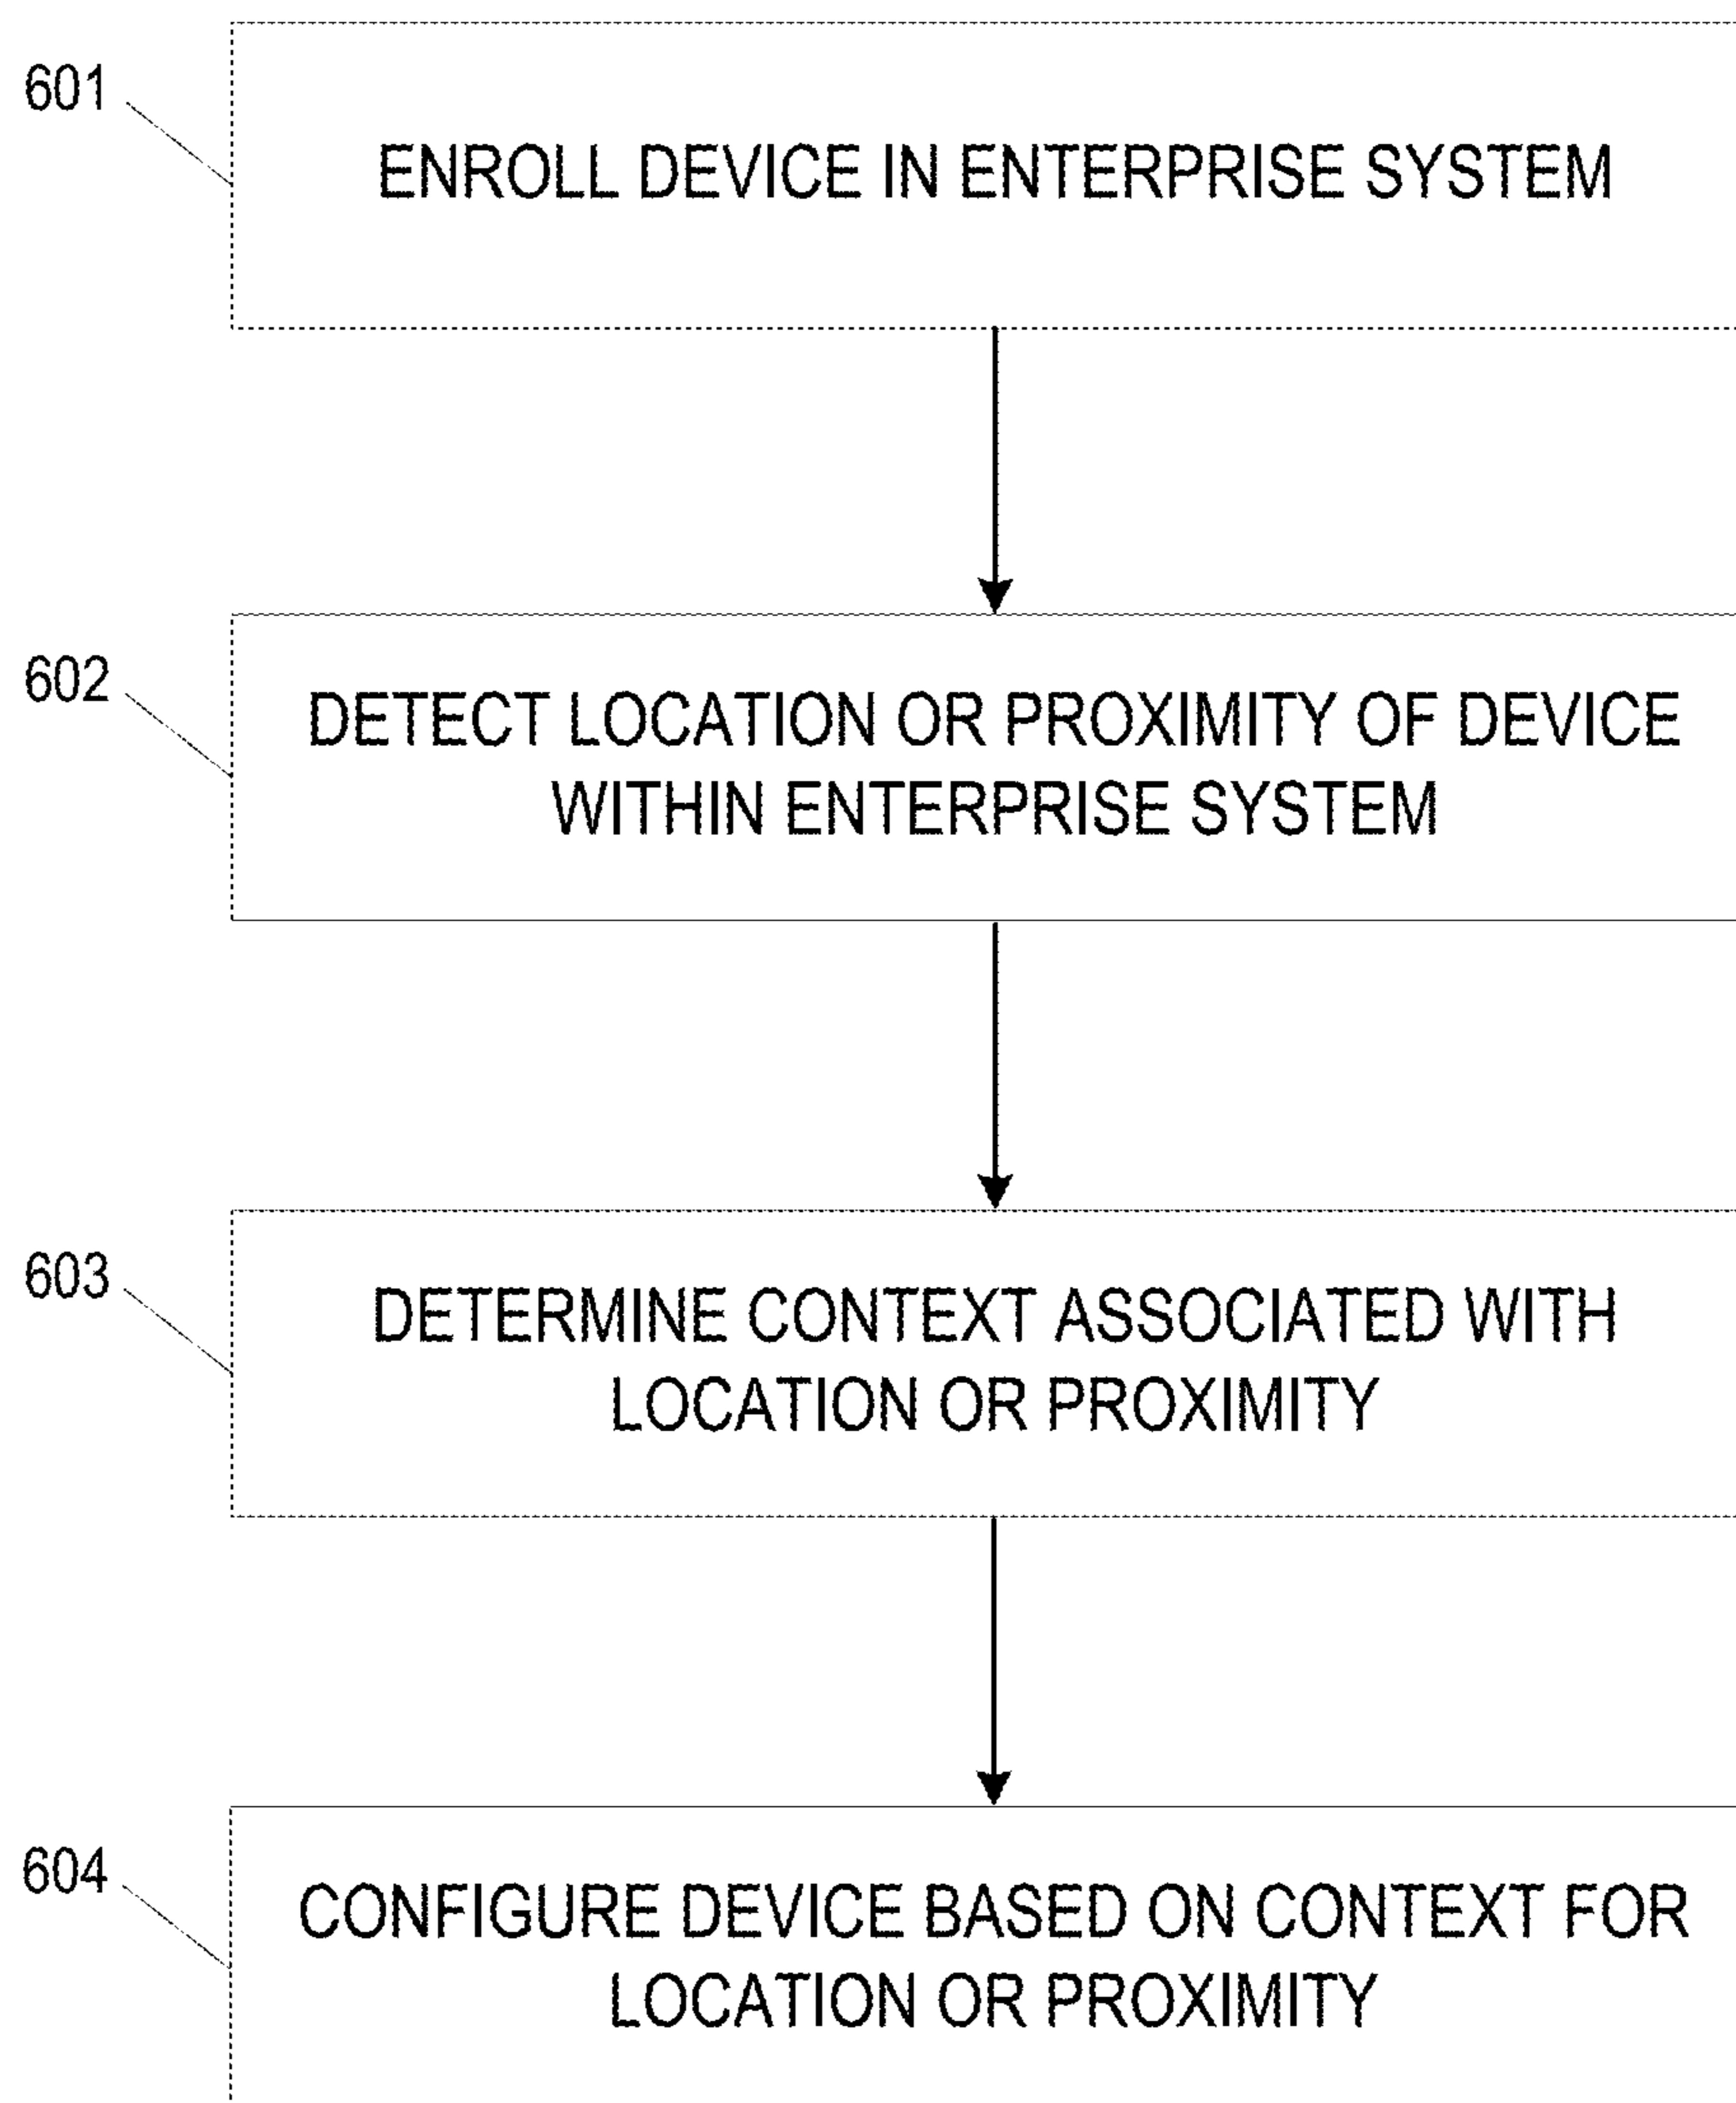 601
ENROLL DEVICE IN ENTERPRISE SYSTEM
602
DETECT LOCATION OR PROXIMITY OF DEVICE
WITHIN ENTERPRISE SYSTEM
603
DETERMINE CONTEXT ASSOCIATED WITH
LOCATION OR PROXIMITY
604
CONFIGURE DEVICE BASED ON CONTEXT FOR
LOCATION OR PROXIMITY